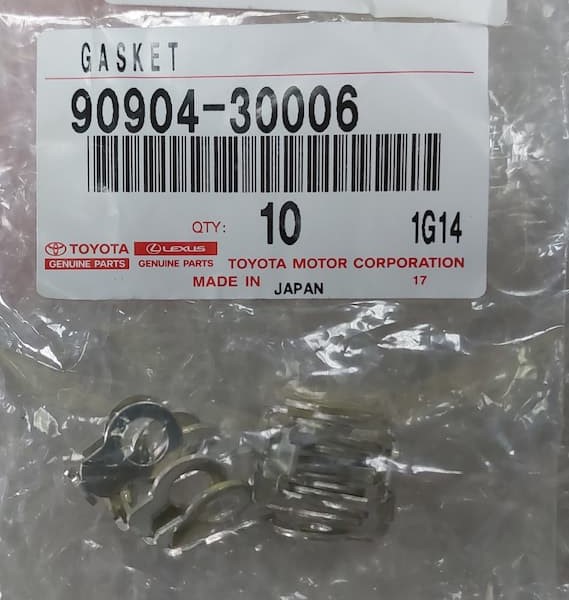 GASKET
90904-30006
QTY: 10 1G14
TOYOTA LEXUS
GENUINE PARTS GENUINE PARTS TOYOTA MOTOR CORPORATION
MADE IN JAPAN 17